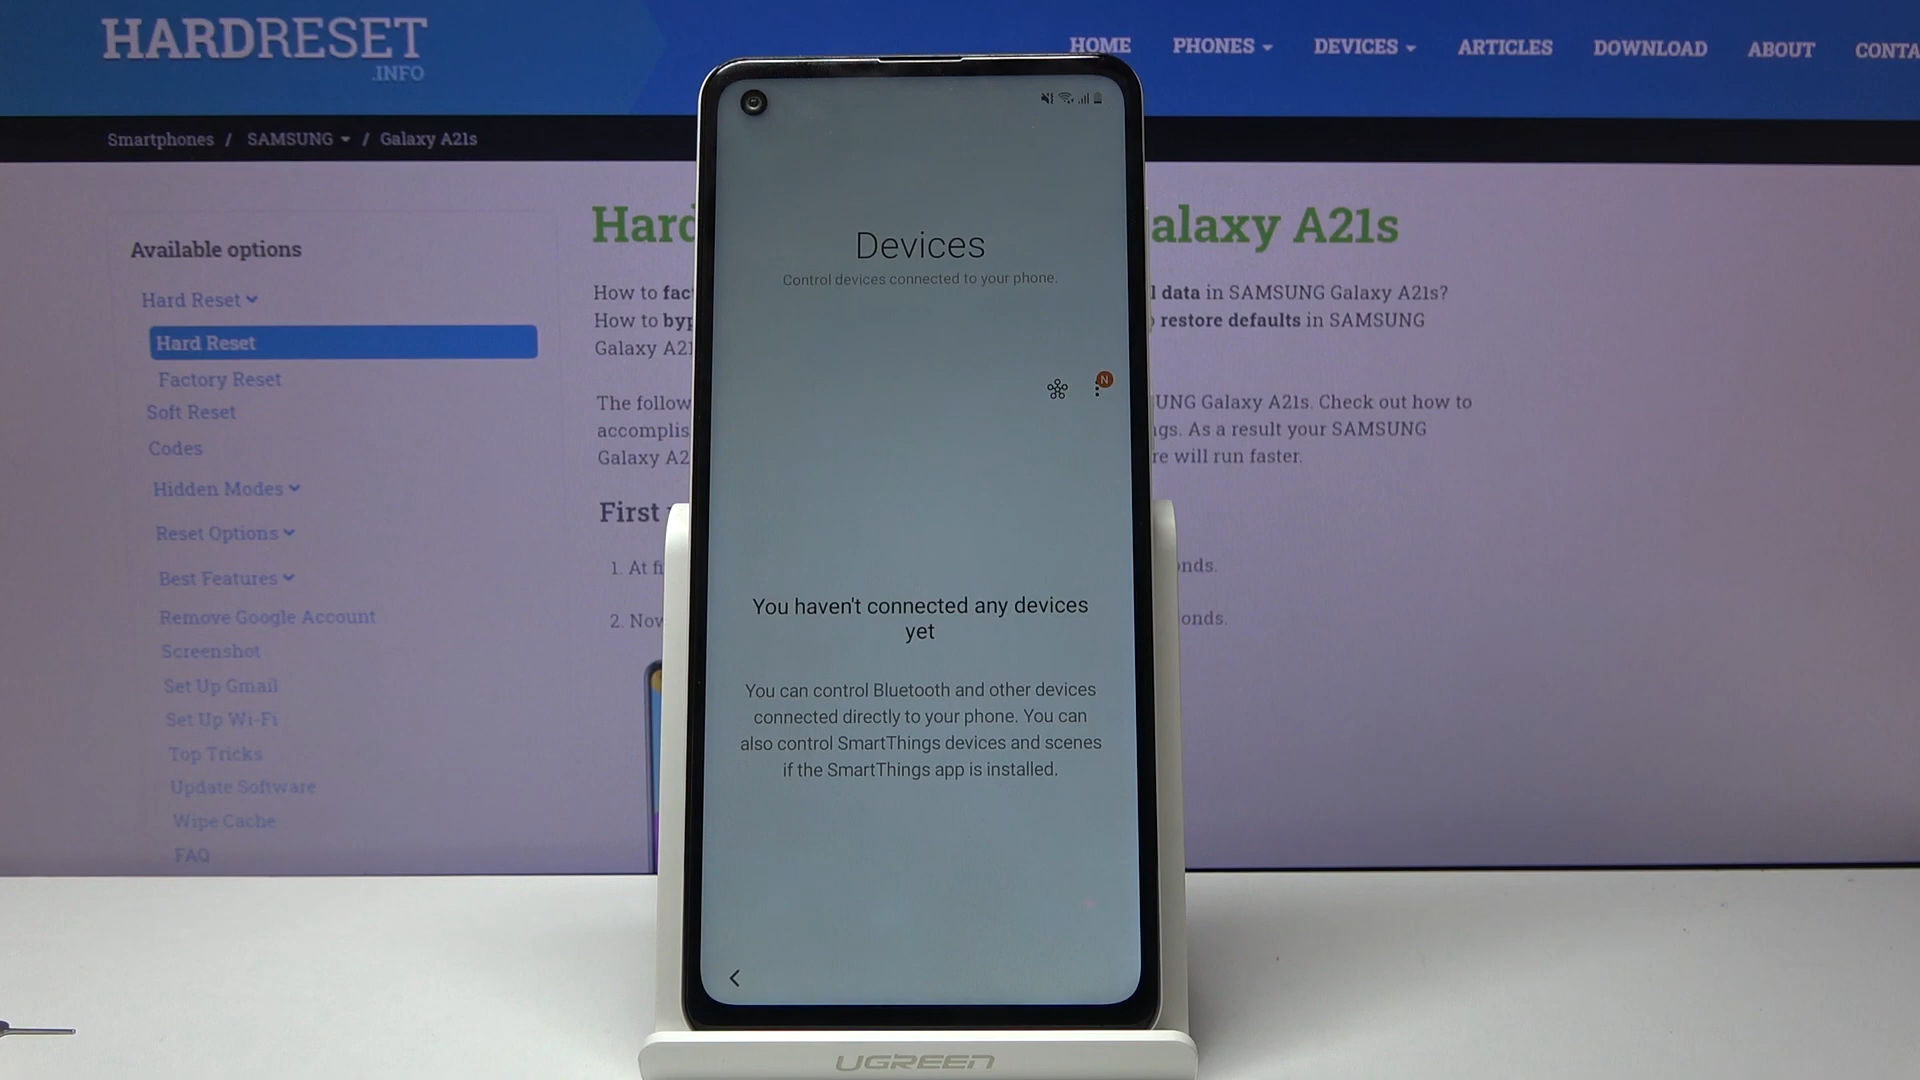 HARDRESET
.INFO
HOME PHONES DEVICES ARTICLES DOWNLOAD ABOUT CONTA
Smartphones / SAMSUNG / Galaxy A21s
Available options
Hard Reset
Hard Reset
Factory Reset
Soft Reset
Codes
Hidden Modes
Reset Options
Best Features
Remove Google Account
Screenshot
Set Up Gmail
Set Up Wi-Fi
Top Tricks
Update Software
Wipe Cache
FAQ
Hard alaxy A21s
How to fac l data in SAMSUNG Galaxy A21s?
How to byp restore defaults in SAMSUNG
Galaxy A21
The follow UNG Galaxy A21s. Check out how to
accomplis ngs. As a result your SAMSUNG
Galaxy A2 re will run faster.
First
1. At fi onds.
2. Now onds.
Devices
Control devices connected to your phone.
N
You haven't connected any devices
yet
You can control Bluetooth and other devices
connected directly to your phone. You can
also control SmartThings devices and scenes
if the SmartThings app is installed.
UGREEN